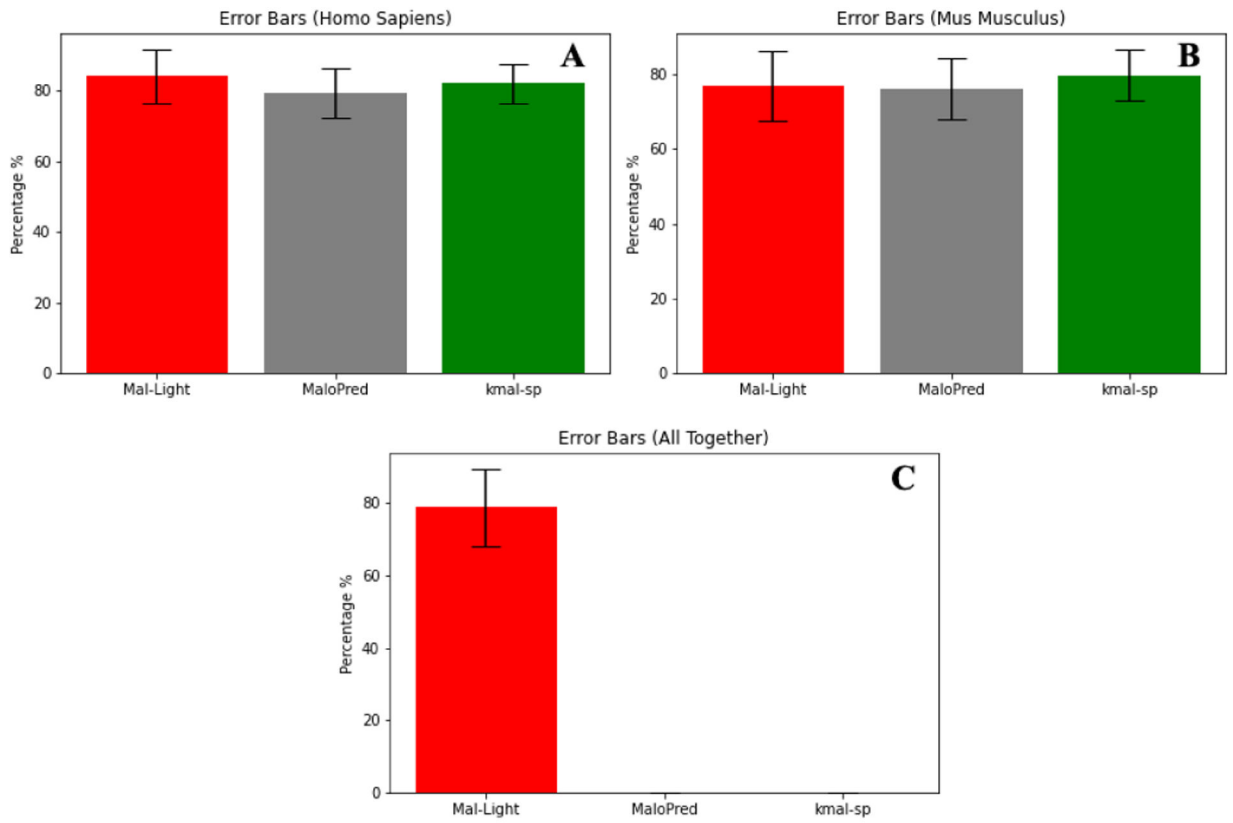 Error Bars (Homo Sapiens)
A
80
60
40
20
0
Percentage %
Mal-Light MaloPred kmal-sp
Error Bars (Mus Musculus)
B
80
60
40
20
0
Percentage %
Mal-Light MaloPred kmal-sp
Error Bars (All Together)
C
80
60
40
20
0
Percentage %
Mal-Light MaloPred kmal-sp